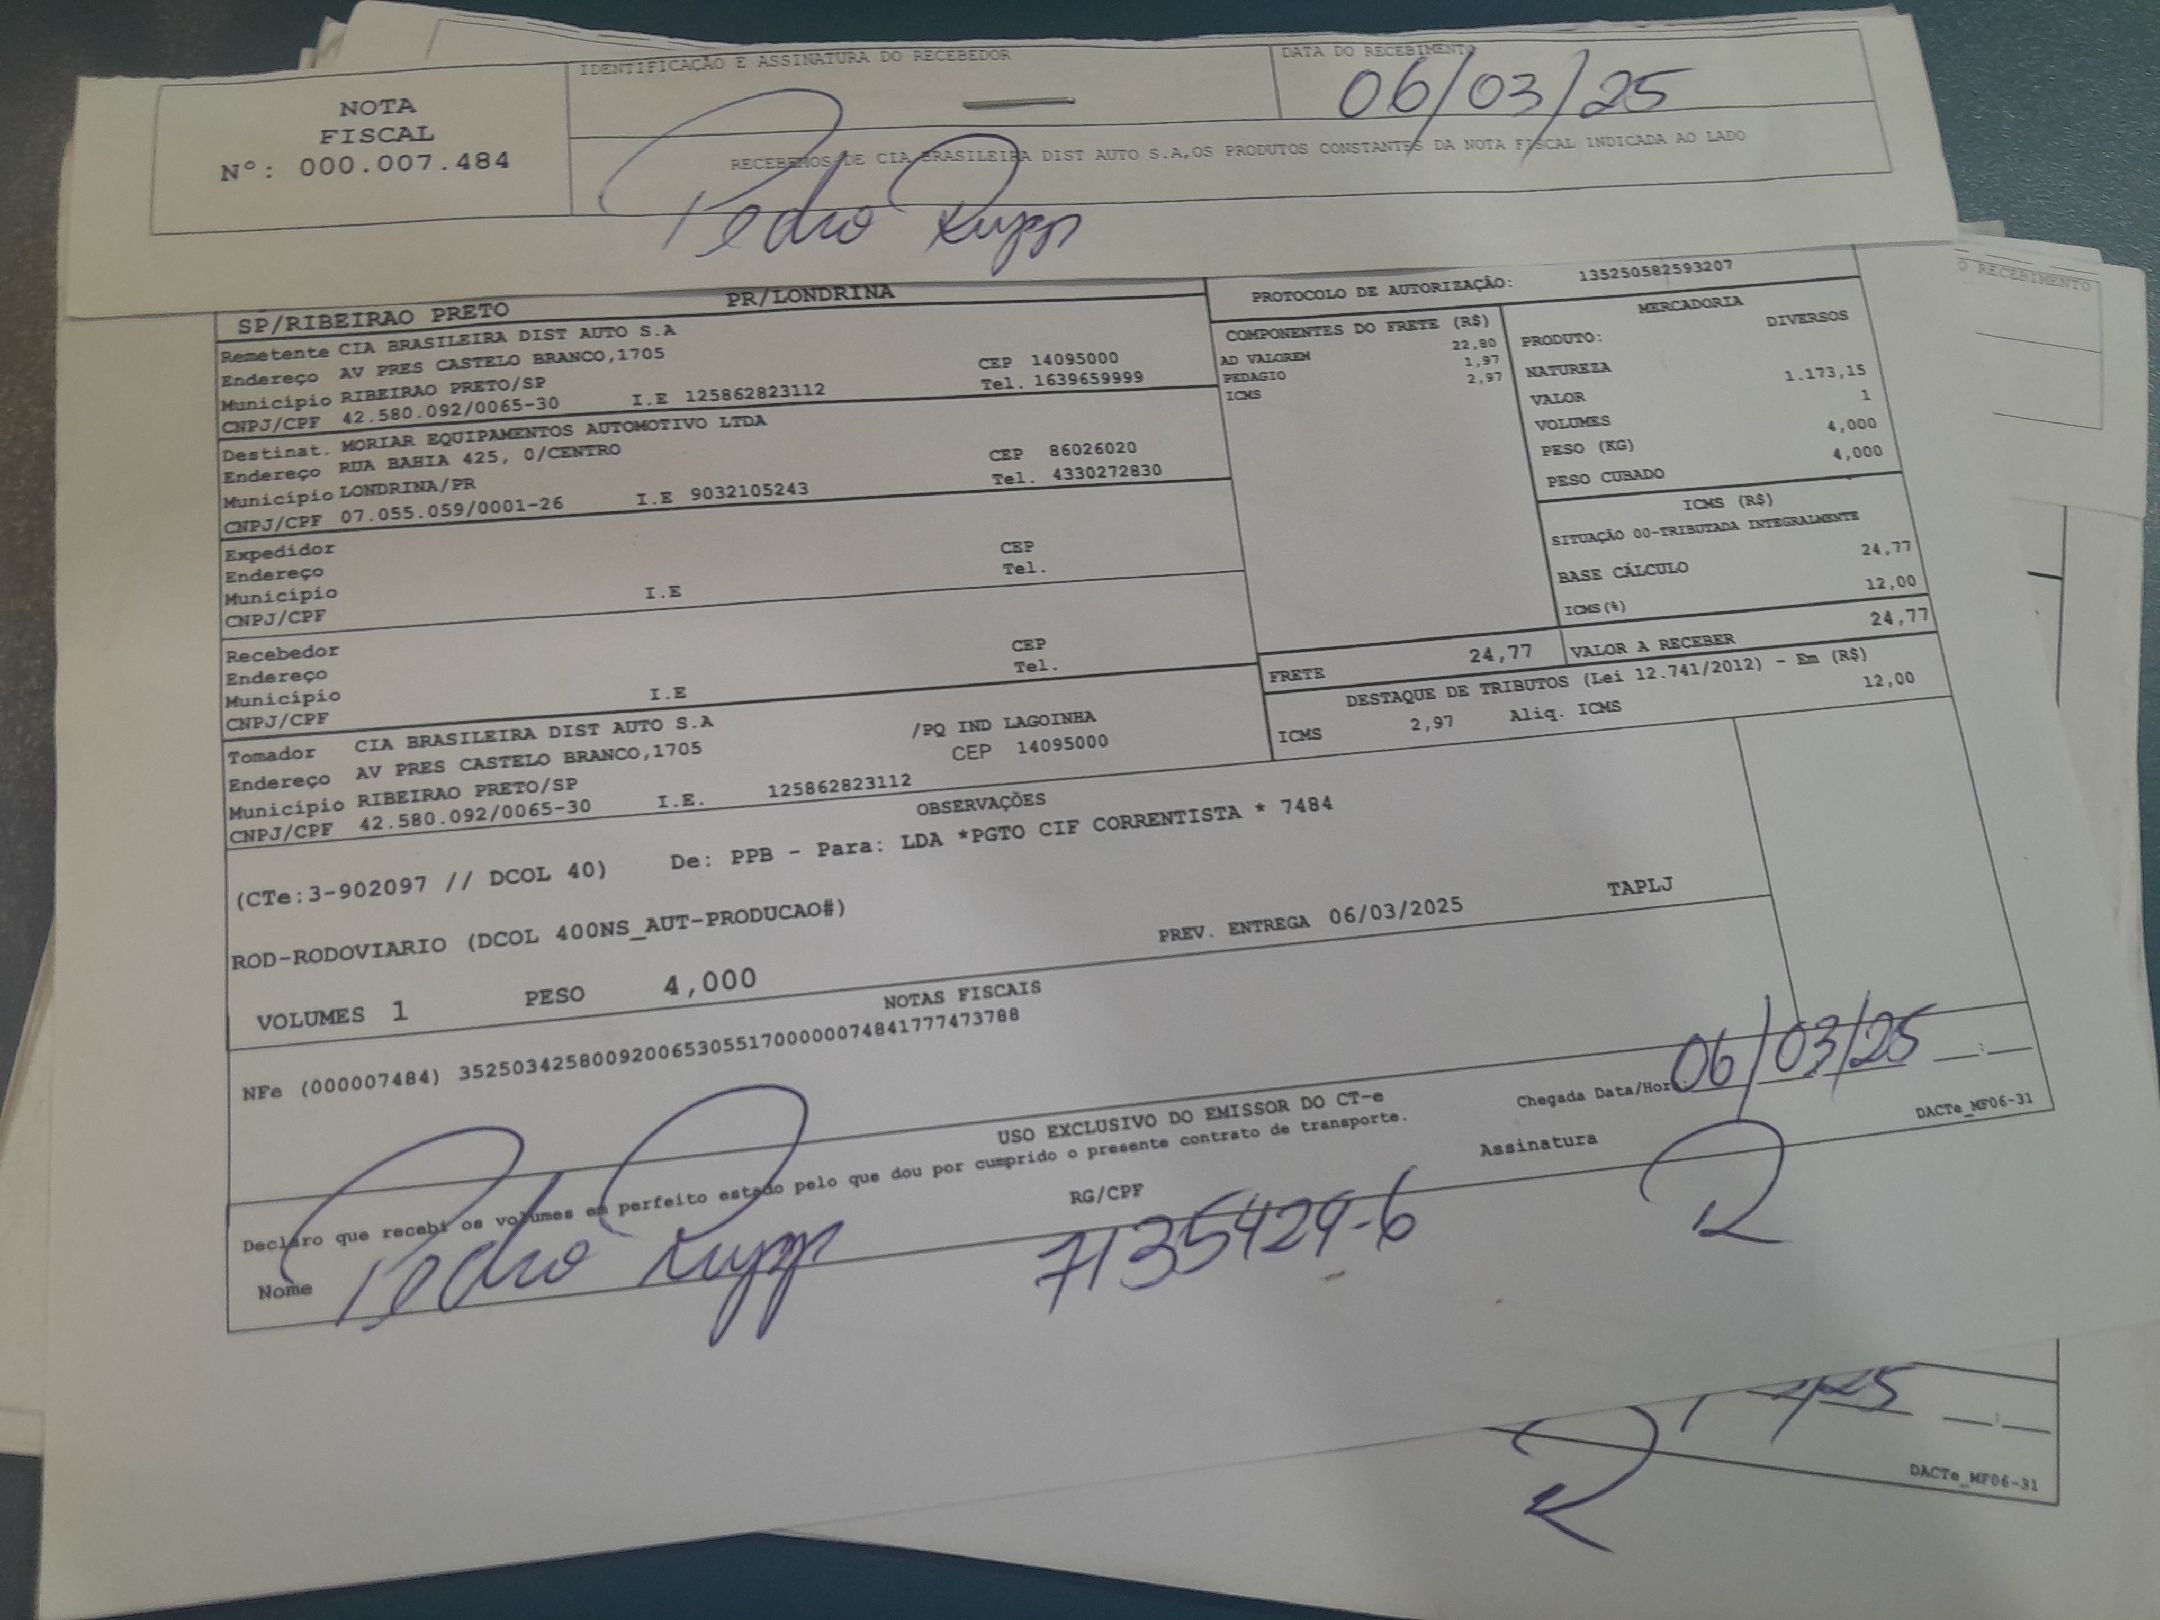 IDENTIFICAÇÃO E ASSINATURA DO RECEBEDOR
DATA DO RECEBIMENTO
06/03/25
NOTA
FISCAL
Nº: 000.007.484
RECEBEMOS DE CIA BRASILEIRA DIST AUTO S.A,OS PRODUTOS CONSTANTES DA NOTA FISCAL INDICADA AO LADO
Pedro Rupp
O RECEBIMENTO
SP/RIBEIRAO PRETO PR/LONDRINA
Remetente CIA BRASILEIRA DIST AUTO S.A
Endereço AV PRES CASTELO BRANCO,1705 CEP 14095000
Município RIBEIRAO PRETO/SP Tel. 1639659999
CNPJ/CPF 42.580.092/0065-30 I.E 125862823112
Destinat. MORIAR EQUIPAMENTOS AUTOMOTIVO LTDA
Endereço RUA BAHIA 425, 0/CENTRO CEP 86026020
Município LONDRINA/PR Tel. 4330272830
CNPJ/CPF 07.055.059/0001-26 I.E 9032105243
Expedidor
Endereço CEP
Município Tel.
CNPJ/CPF I.E
Recebedor
Endereço CEP
Município Tel.
CNPJ/CPF I.E
Tomador CIA BRASILEIRA DIST AUTO S.A
Endereço AV PRES CASTELO BRANCO,1705 /PQ IND LAGOINHA
Município RIBEIRAO PRETO/SP CEP 14095000
CNPJ/CPF 42.580.092/0065-30 I.E. 125862823112
PROTOCOLO DE AUTORIZAÇÃO: 135250582593207
COMPONENTES DO FRETE (R$)
AD VALOREM 22,80
PEDAGIO 1,97
ICMS 2,97
MERCADORIA
PRODUTO: DIVERSOS
NATUREZA
VALOR 1.173,15
VOLUMES 1
PESO (KG) 4,000
PESO CUBADO 4,000
ICMS (R$)
SITUAÇÃO 00-TRIBUTADA INTEGRALMENTE
BASE CÁLCULO 24,77
ICMS(%) 12,00
FRETE 24,77
VALOR A RECEBER 24,77
DESTAQUE DE TRIBUTOS (Lei 12.741/2012) - Em (R$)
ICMS 2,97 Aliq. ICMS 12,00
OBSERVAÇÕES
(CTe:3-902097 // DCOL 40) De: PPB - Para: LDA *PGTO CIF CORRENTISTA * 7484
ROD-RODOVIARIO (DCOL 400NS_AUT-PRODUCAO#)
PREV. ENTREGA 06/03/2025 TAPLJ
VOLUMES 1 PESO 4,000
NOTAS FISCAIS
NFe (000007484) 35250342580092006530551700000074841777473788
USO EXCLUSIVO DO EMISSOR DO CT-e
Declaro que recebi os volumes em perfeito estado pelo que dou por cumprido o presente contrato de transporte.
Chegada Data/Hora: 06/03/25 __:__
Nome Pedro Rupp
RG/CPF 7135429-6
Assinatura R
DACTe_MF06-31
DACTe_MF06-31